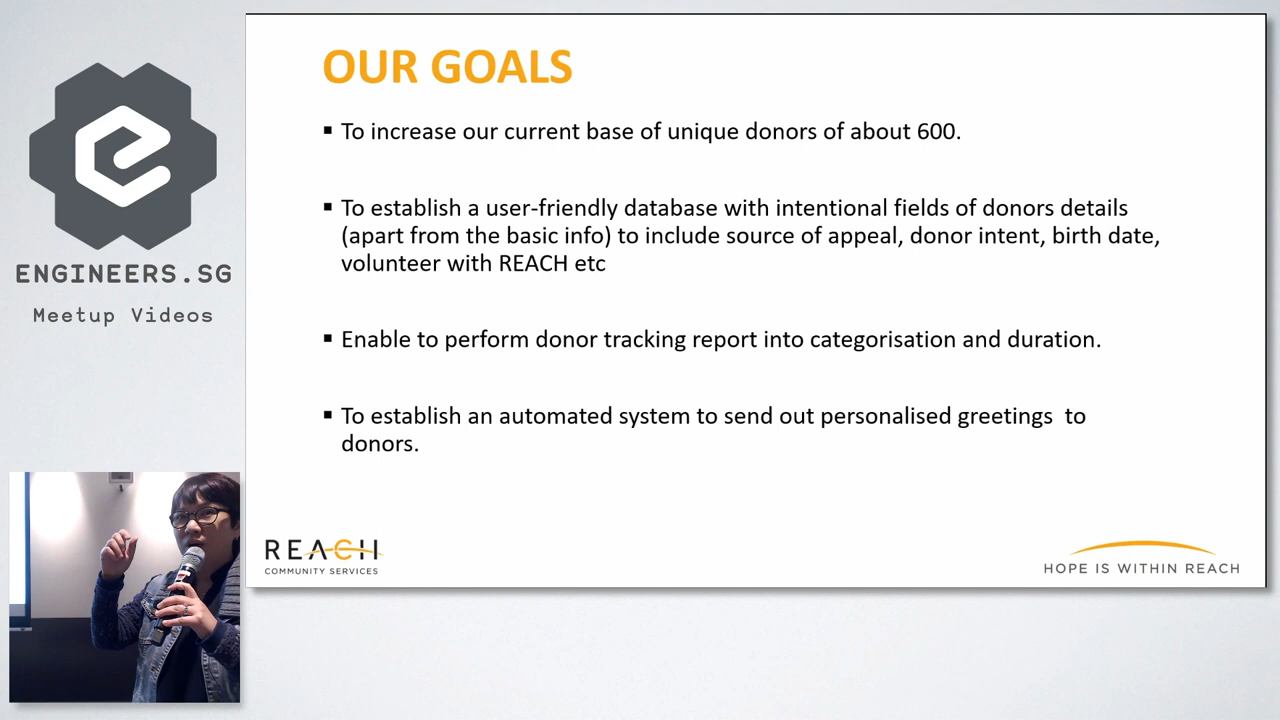 ENGINEERS.SG
Meetup Videos
OUR GOALS
▪ To increase our current base of unique donors of about 600.
▪ To establish a user-friendly database with intentional fields of donors details
(apart from the basic info) to include source of appeal, donor intent, birth date,
volunteer with REACH etc
▪ Enable to perform donor tracking report into categorisation and duration.
▪ To establish an automated system to send out personalised greetings  to
donors.
REACH
COMMUNITY SERVICES
HOPE IS WITHIN REACH